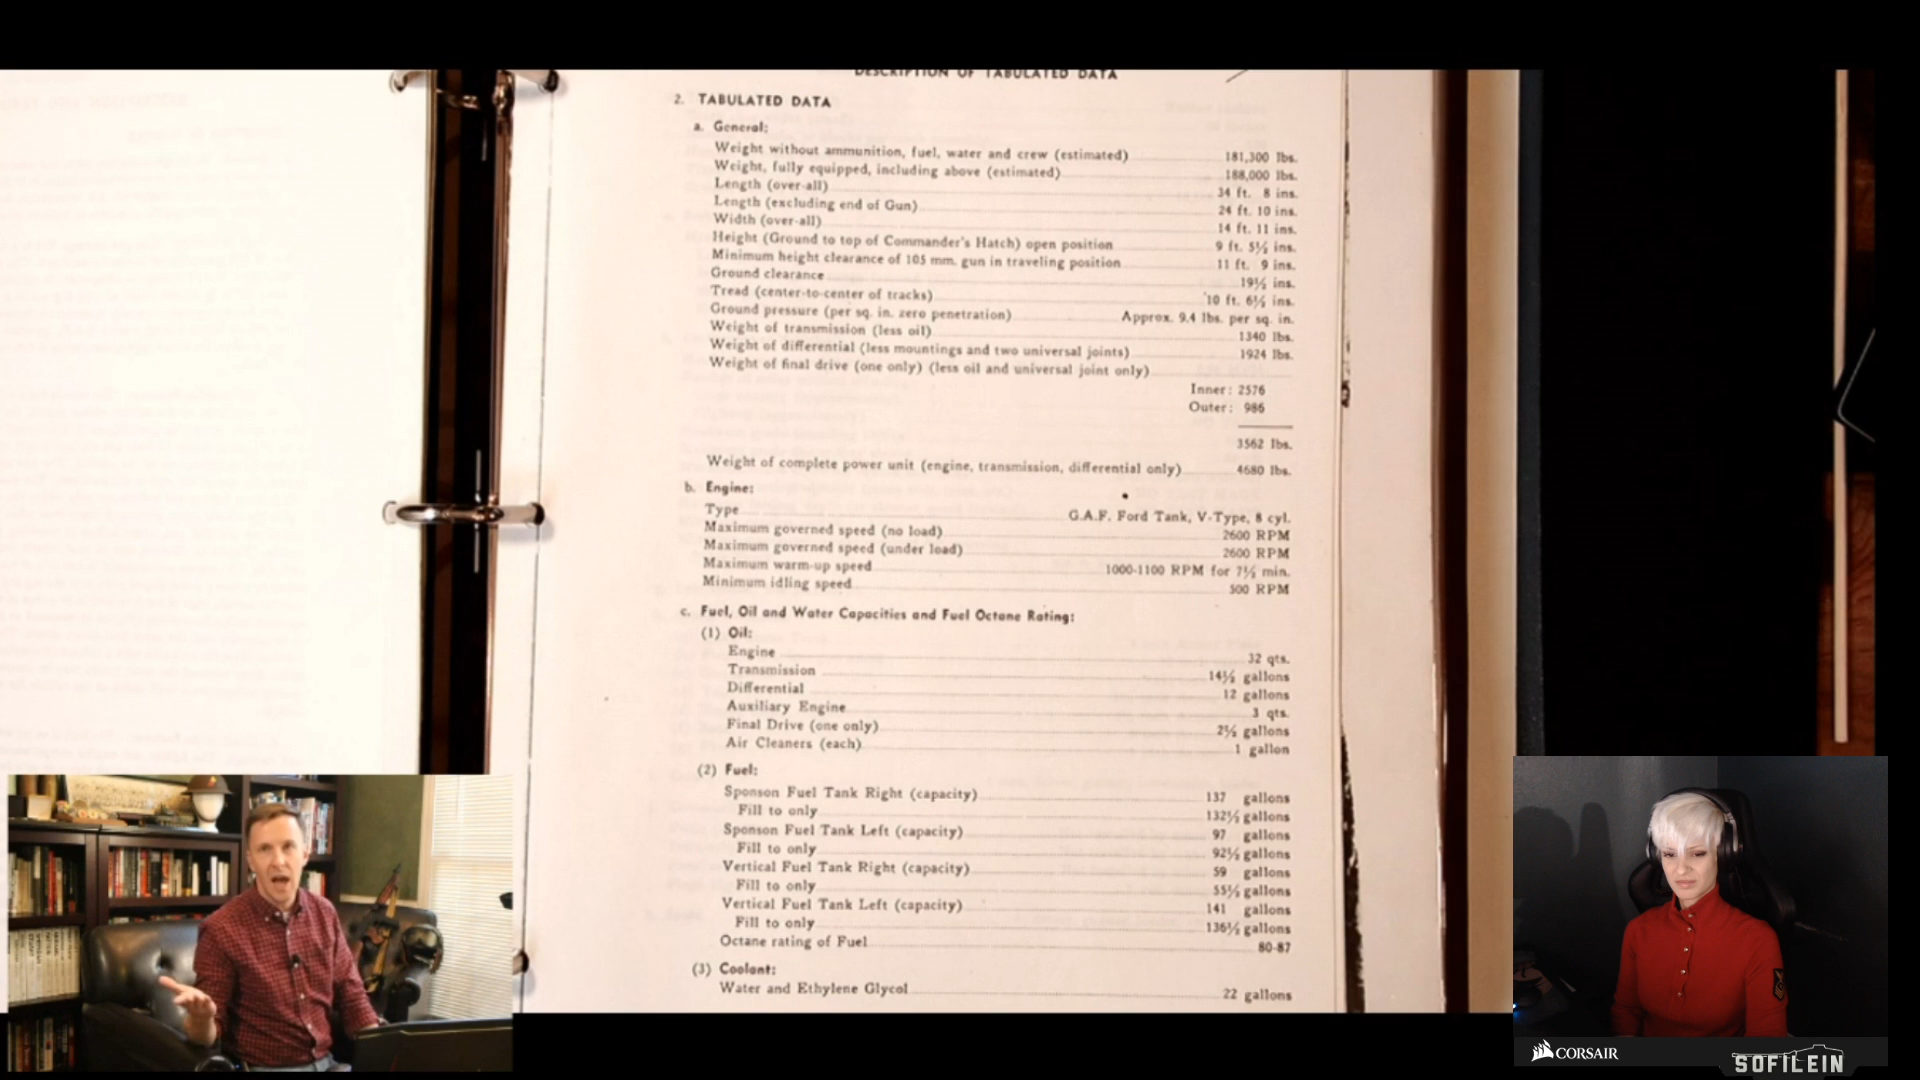 DESCRIPTION OF TABULATED DATA
2. TABULATED DATA
a. General:
Weight without ammunition, fuel, water and crew (estimated) 181,300 lbs.
Weight, fully equipped, including above (estimated) 188,000 lbs.
Length (over-all) 34 ft. 8 ins.
Length (excluding end of Gun) 24 ft. 10 ins.
Width (over-all) 14 ft. 11 ins.
Height (Ground to top of Commander's Hatch) open position 9 ft. 5½ ins.
Minimum height clearance of 105 mm. gun in traveling position 11 ft. 9 ins.
Ground clearance 19½ ins.
Tread (center-to-center of tracks) 10 ft. 6½ ins.
Ground pressure (per sq. in. zero penetration) Approx. 9.4 lbs. per sq. in.
Weight of transmission (less oil) 1340 lbs.
Weight of differential (less mountings and two universal joints) 1924 lbs.
Weight of final drive (one only) (less oil and universal joint only)
Inner: 2576
Outer: 986
3562 lbs.
Weight of complete power unit (engine, transmission, differential only) 4680 lbs.
b. Engine:
Type G.A.F. Ford Tank, V-Type, 8 cyl.
Maximum governed speed (no load) 2600 RPM
Maximum governed speed (under load) 2600 RPM
Maximum warm-up speed 1000-1100 RPM for 7½ min.
Minimum idling speed 500 RPM
c. Fuel, Oil and Water Capacities and Fuel Octane Rating:
(1) Oil:
Engine 32 qts.
Transmission 14½ gallons
Differential 12 gallons
Auxiliary Engine 3 qts.
Final Drive (one only) 2½ gallons
Air Cleaners (each) 1 gallon
(2) Fuel:
Sponson Fuel Tank Right (capacity) 137 gallons
Fill to only 132½ gallons
Sponson Fuel Tank Left (capacity) 97 gallons
Fill to only 92½ gallons
Vertical Fuel Tank Right (capacity) 59 gallons
Fill to only 55½ gallons
Vertical Fuel Tank Left (capacity) 141 gallons
Fill to only 136½ gallons
Octane rating of Fuel 80-87
(3) Coolant:
Water and Ethylene Glycol 22 gallons
CORSAIR
SOFILEIN